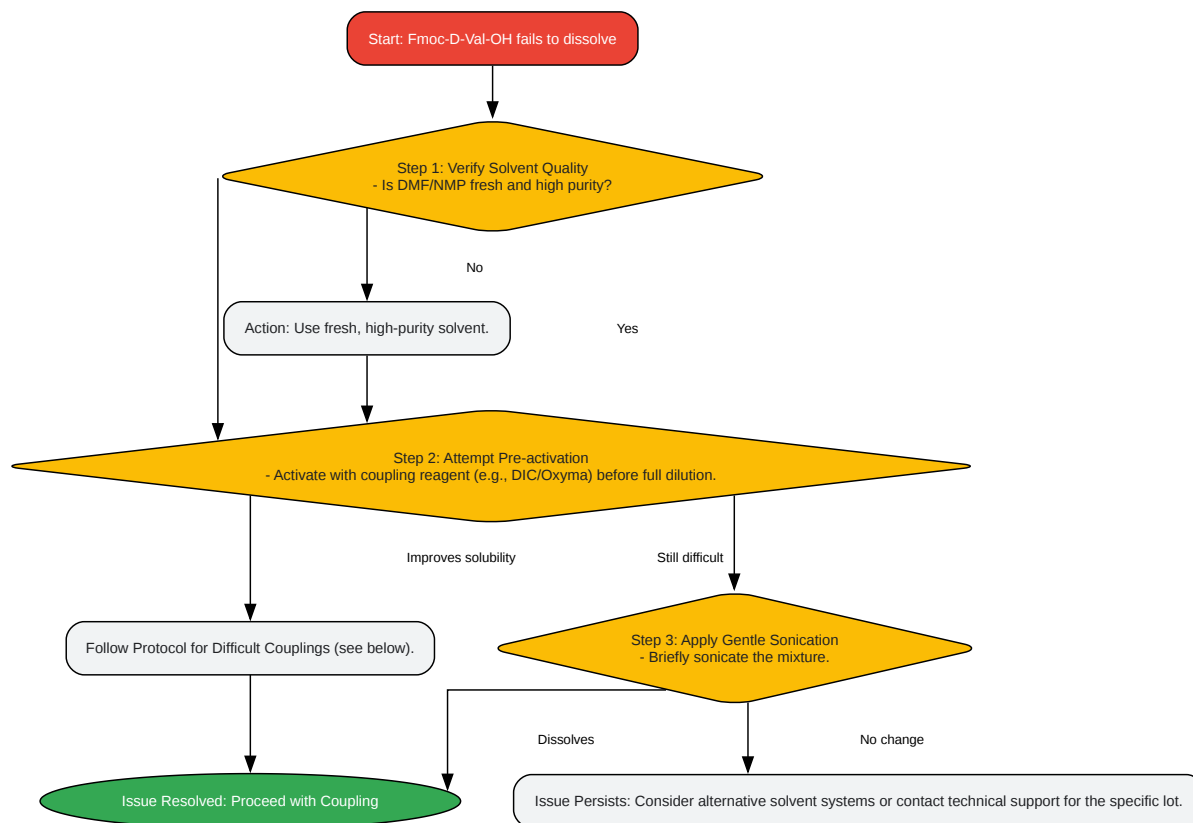 Start: Fmoc-D-Val-OH fails to dissolve
Step 1: Verify Solvent Quality
- Is DMF/NMP fresh and high purity?
No
Action: Use fresh, high-purity solvent.
Yes
Step 2: Attempt Pre-activation
- Activate with coupling reagent (e.g., DIC/Oxyma) before full dilution.
Improves solubility
Still difficult
Follow Protocol for Difficult Couplings (see below).
Step 3: Apply Gentle Sonication
- Briefly sonicate the mixture.
Dissolves
No change
Issue Resolved: Proceed with Coupling
Issue Persists: Consider alternative solvent systems or contact technical support for the specific lot.